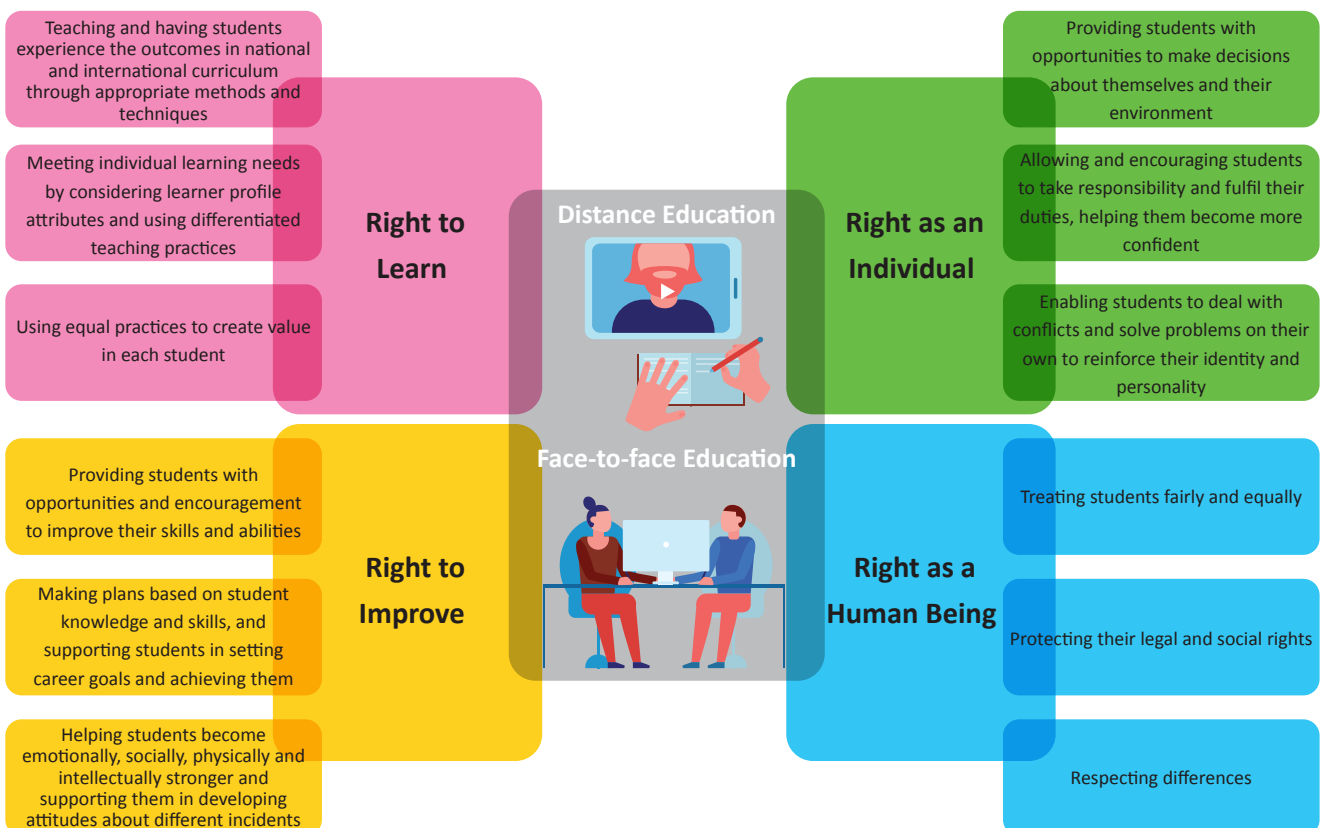 Teaching and having students
experience the outcomes in national
and international curriculum
through appropriate methods and
techniques
Meeting individual learning needs
by considering learner profile
attributes and using differentiated
teaching practices
Using equal practices to create value
in each student
Right to
Learn
Providing students with
opportunities and encouragement
to improve their skills and abilities
Making plans based on student
knowledge and skills, and
supporting students in setting
career goals and achieving them
Helping students become
emotionally, socially, physically and
intellectually stronger and
supporting them in developing
attitudes about different incidents
Right to
Improve
Distance Education
Face-to-face Education
Right as an
Individual
Providing students with
opportunities to make decisions
about themselves and their
environment
Allowing and encouraging students
to take responsibility and fulfil their
duties, helping them become more
confident
Enabling students to deal with
conflicts and solve problems on their
own to reinforce their identity and
personality
Right as a
Human Being
Treating students fairly and equally
Protecting their legal and social rights
Respecting differences